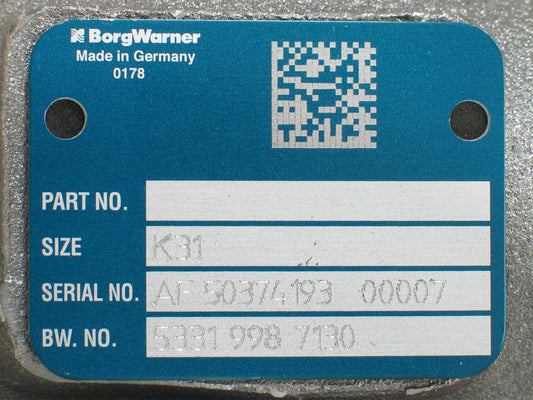 BorgWarner
Made in Germany
0178
PART NO.
SIZE K31
SERIAL NO. AF 50374193 00007
BW. NO. 5331 998 7130